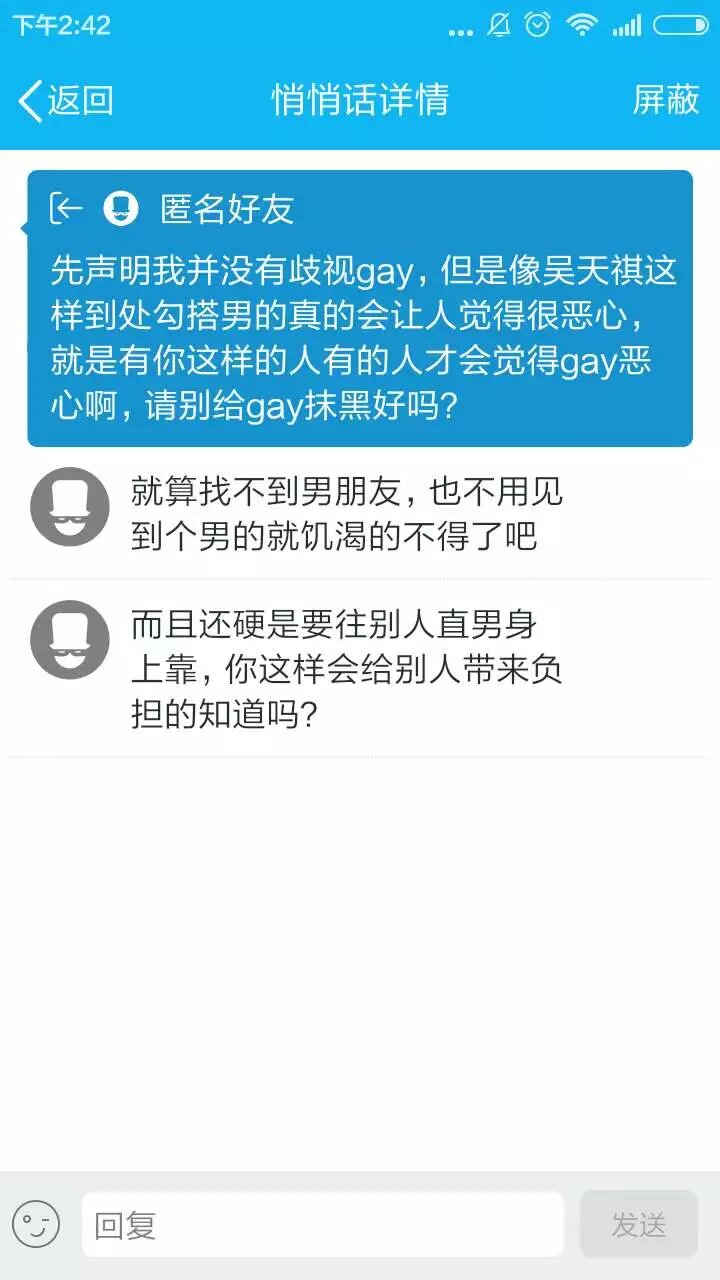 下午2:42
返回
悄悄话详情
屏蔽
匿名好友
先声明我并没有歧视gay，但是像吴天祺这
样到处勾搭男的真的会让人觉得很恶心，
就是有你这样的人有的人才会觉得gay恶
心啊，请别给gay抹黑好吗？
就算找不到男朋友，也不用见
到个男的就饥渴的不得了吧
而且还硬是要往别人直男身
上靠，你这样会给别人带来负
担的知道吗？
回复
发送